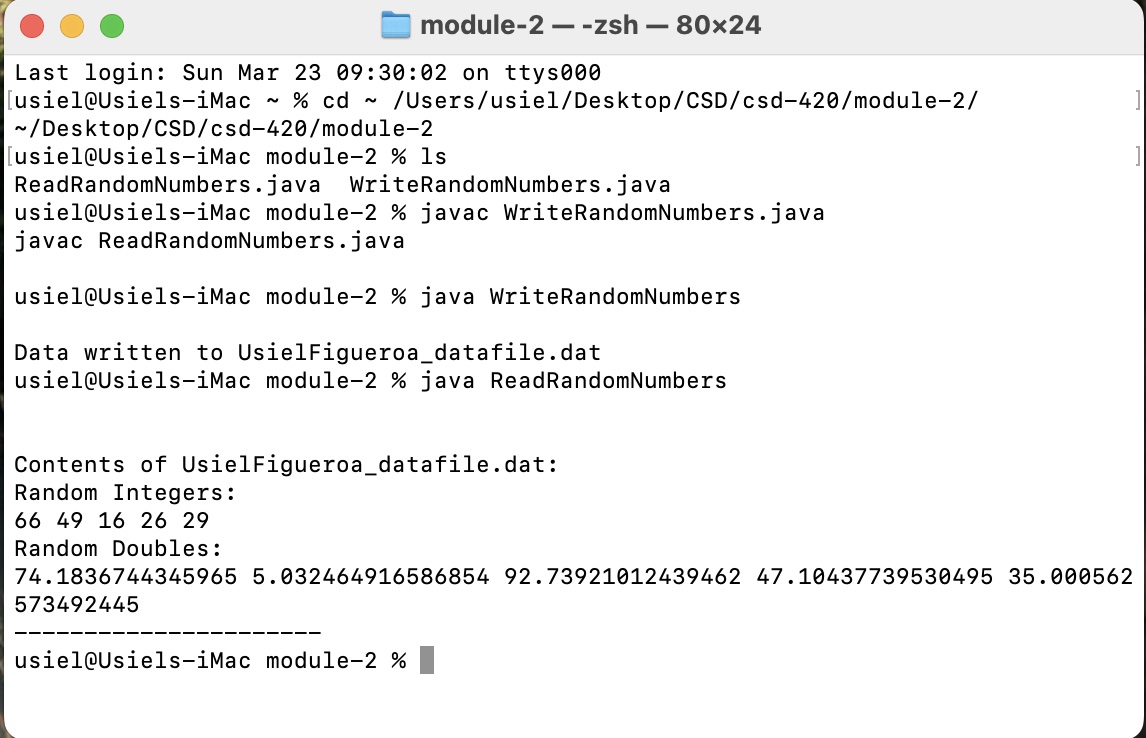 module-2 — -zsh — 80×24
Last login: Sun Mar 23 09:30:02 on ttys000
[usiel@Usiels-iMac ~ % cd ~ /Users/usiel/Desktop/CSD/csd-420/module-2/ ]
~/Desktop/CSD/csd-420/module-2
[usiel@Usiels-iMac module-2 % ls ]
ReadRandomNumbers.java  WriteRandomNumbers.java
usiel@Usiels-iMac module-2 % javac WriteRandomNumbers.java
javac ReadRandomNumbers.java
usiel@Usiels-iMac module-2 % java WriteRandomNumbers
Data written to UsielFigueroa_datafile.dat
usiel@Usiels-iMac module-2 % java ReadRandomNumbers
Contents of UsielFigueroa_datafile.dat:
Random Integers:
66 49 16 26 29
Random Doubles:
74.1836744345965 5.032464916586854 92.73921012439462 47.10437739530495 35.000562
573492445
----------------------
usiel@Usiels-iMac module-2 %